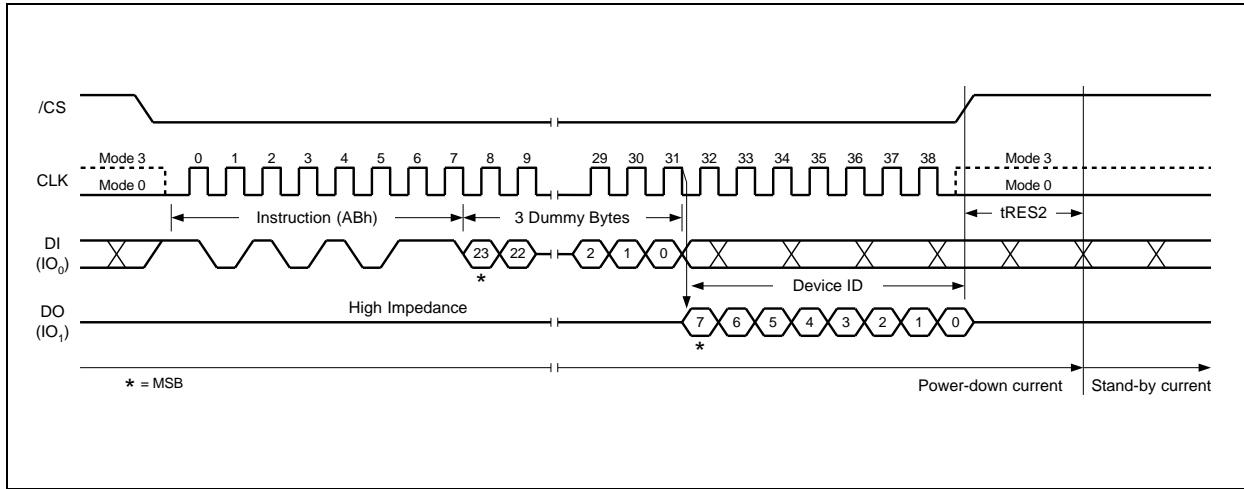 /CS
Mode 3 0 1 2 3 4 5 6 7 8 9 29 30 31 32 33 34 35 36 37 38 Mode 3
CLK Mode 0 Mode 0
Instruction (ABh) 3 Dummy Bytes tRES2
DI
(IO0) 23 22 2 1 0
* Device ID
High Impedance
DO
(IO1) 7 6 5 4 3 2 1 0
*
* = MSB Power-down current Stand-by current